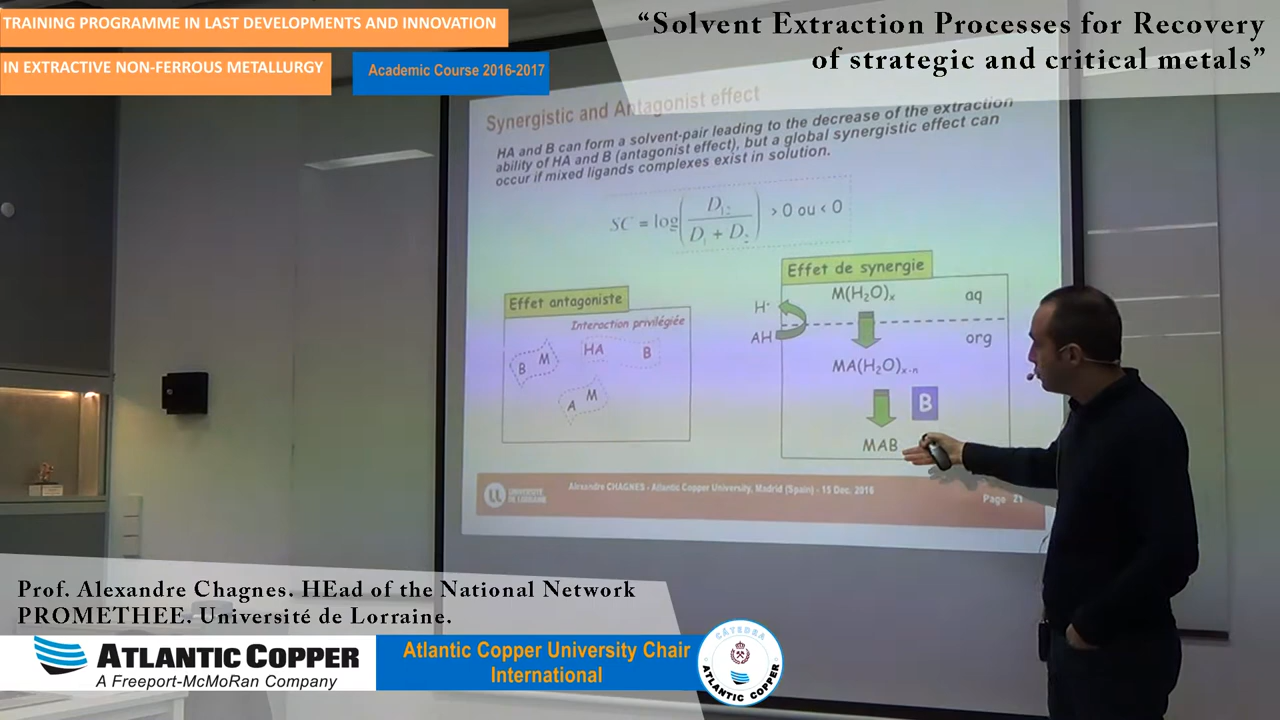 TRAINING PROGRAMME IN LAST DEVELOPMENTS AND INNOVATION
IN EXTRACTIVE NON-FERROUS METALLURGY
Academic Course 2016-2017
“Solvent Extraction Processes for Recovery
of strategic and critical metals”
Synergistic and Antagonist effect
HA and B can form a solvent-pair leading to the decrease of the extraction
ability of HA and B (antagonist effect), but a global synergistic effect can
occur if mixed ligands complexes exist in solution.
SC = log(D₁₂ / (D₁ + D₂)) > 0 ou < 0
Effet antagoniste
Interaction privilégiée
B M
HA B
A M
Effet de synergie
M(H₂O)ₓ aq
H⁺
AH org
MA(H₂O)ₓ₋ₙ
B
MAB
UNIVERSITÉ
DE LORRAINE
Alexandre CHAGNES - Atlantic Copper University, Madrid (Spain) - 15 Dec. 2016
Page 21
Prof. Alexandre Chagnes. HEad of the National Network
PROMETHEE. Université de Lorraine.
ATLANTIC COPPER
A Freeport-McMoRan Company
Atlantic Copper University Chair
International
CÁTEDRA
ATLANTIC COPPER